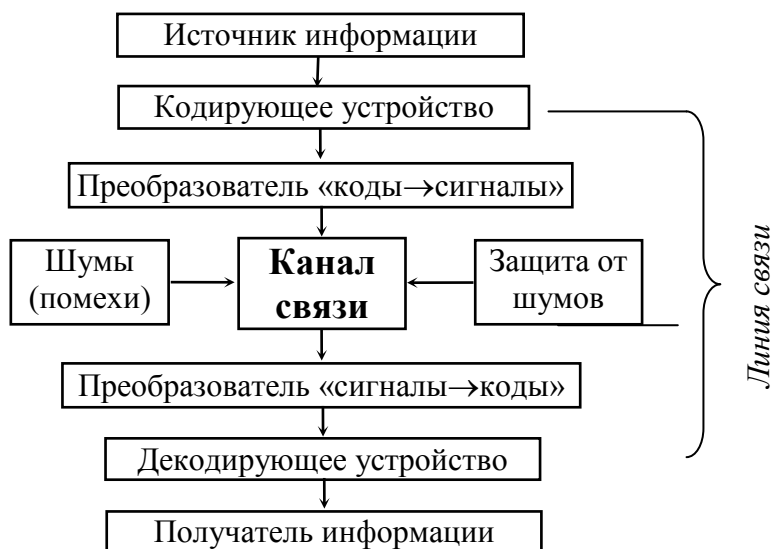 Источник информации
Кодирующее устройство
Преобразователь «коды→сигналы»
Шумы
(помехи)
Канал
связи
Защита от
шумов
Преобразователь «сигналы→коды»
Декодирующее устройство
Получатель информации
Линия связи